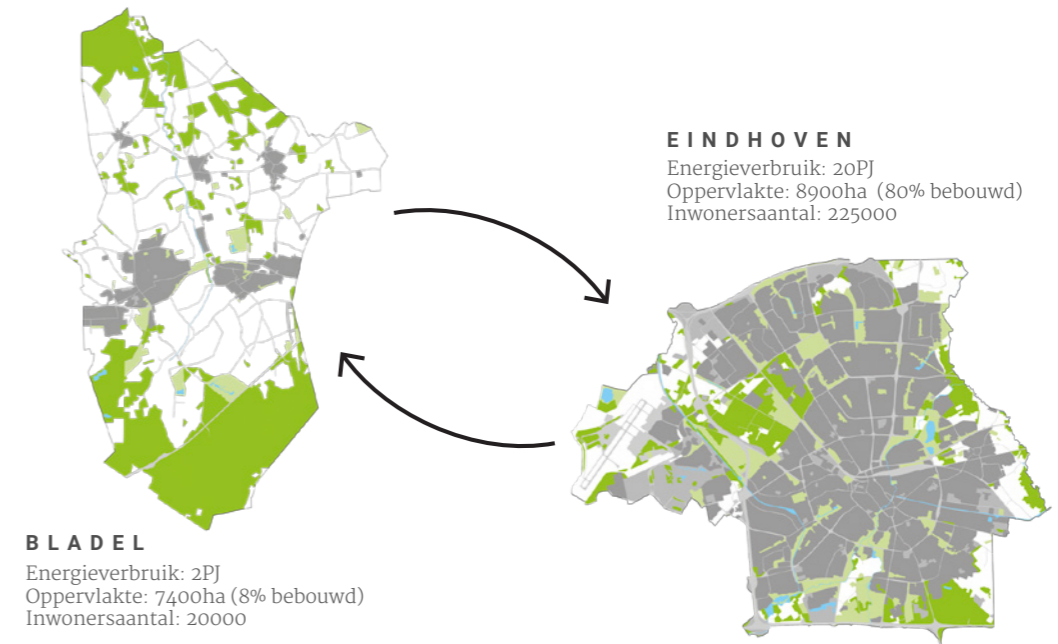 EINDHOVEN
Energieverbruik: 20PJ
Oppervlakte: 8900ha (80% bebouwd)
Inwonersaantal: 225000
BLADEL
Energieverbruik: 2PJ
Oppervlakte: 7400ha (8% bebouwd)
Inwonersaantal: 20000